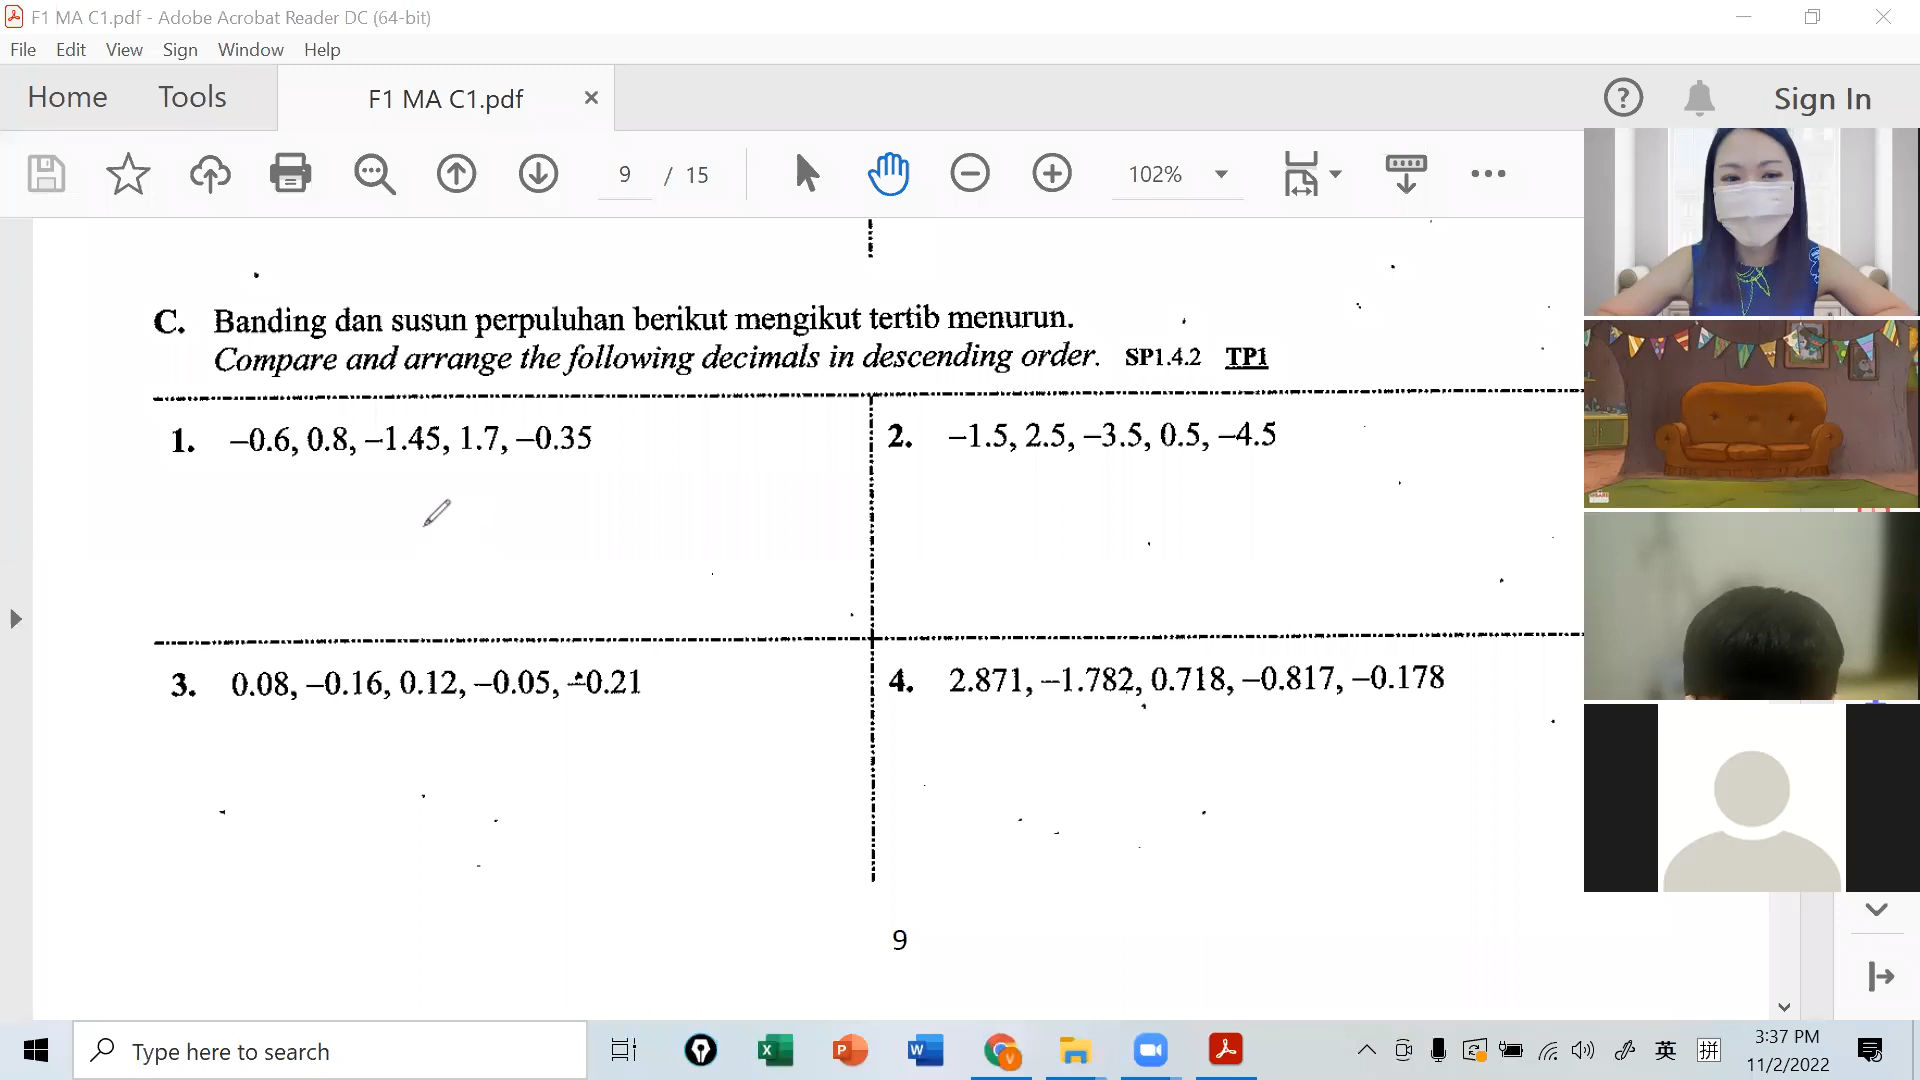 F1 MA C1.pdf - Adobe Acrobat Reader DC (64-bit)
File Edit View Sign Window Help
Home Tools F1 MA C1.pdf × Sign In
9 / 15 102%
C. Banding dan susun perpuluhan berikut mengikut tertib menurun.
Compare and arrange the following decimals in descending order. SP1.4.2 TP1
1. –0.6, 0.8, –1.45, 1.7, –0.35
2. –1.5, 2.5, –3.5, 0.5, –4.5
3. 0.08, –0.16, 0.12, –0.05, –0.21
4. 2.871, –1.782, 0.718, –0.817, –0.178
9
Type here to search
英 拼
3:37 PM
11/2/2022